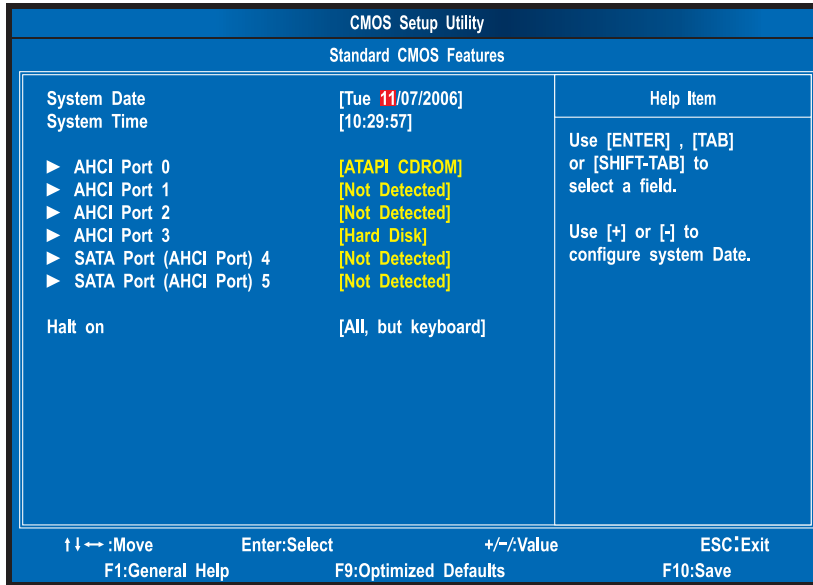 CMOS Setup Utility
Standard CMOS Features
System Date [Tue 11/07/2006]
System Time [10:29:57]
► AHCI Port 0 [ATAPI CDROM]
► AHCI Port 1 [Not Detected]
► AHCI Port 2 [Not Detected]
► AHCI Port 3 [Hard Disk]
► SATA Port (AHCI Port) 4 [Not Detected]
► SATA Port (AHCI Port) 5 [Not Detected]
Halt on [All, but keyboard]
Help Item
Use [ENTER] , [TAB]
or [SHIFT-TAB] to
select a field.
Use [+] or [-] to
configure system Date.
↑↓↔:Move Enter:Select +/-/:Value ESC:Exit
F1:General Help F9:Optimized Defaults F10:Save